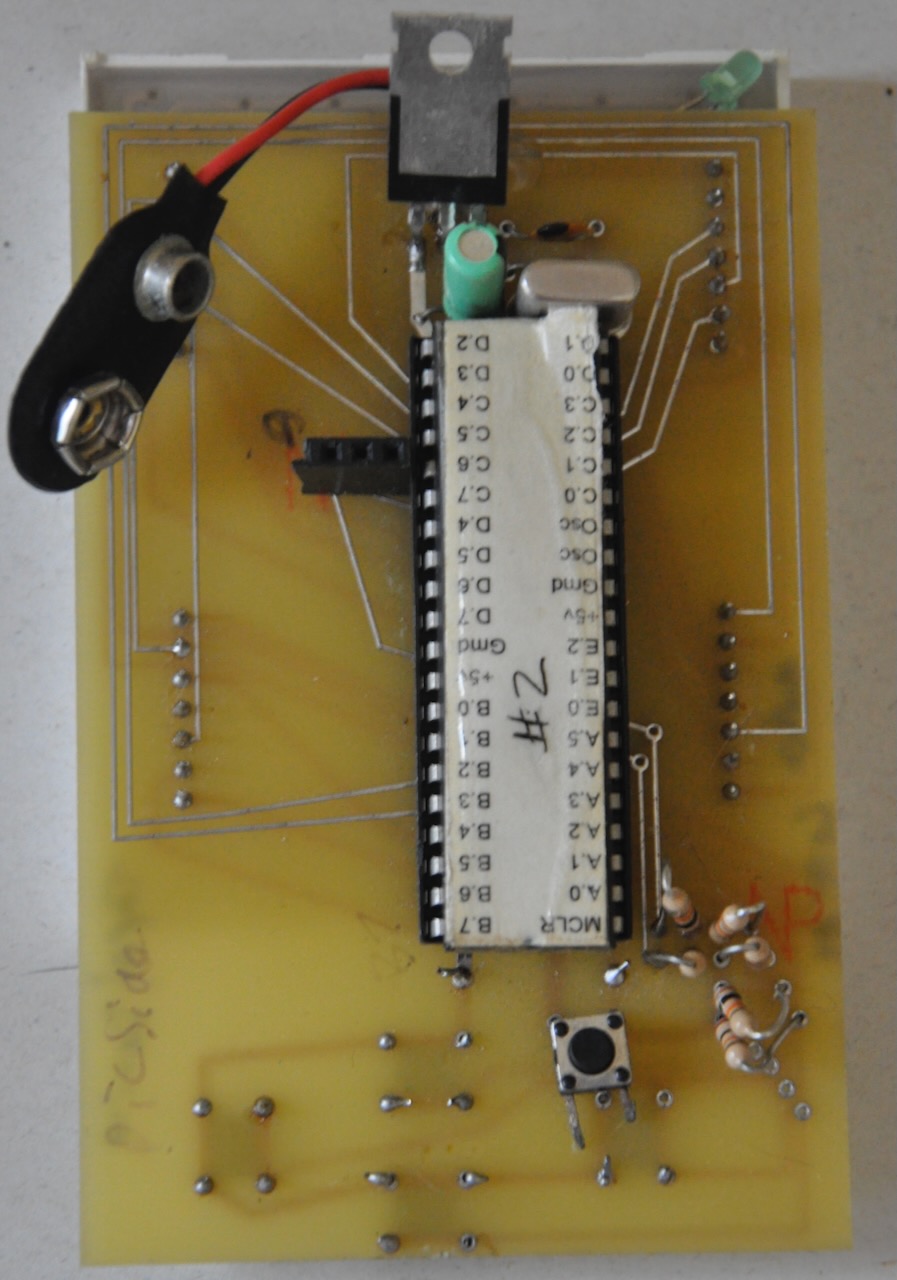 MCLR B.7
A.0 B.6
A.1 B.5
A.2 B.4
A.3 B.3
A.4 B.2
A.5 B.1
E.0 B.0
E.1 +5v
E.2 Gmd
+5v D.7
Gmd D.6
Osc D.5
Osc D.4
C.0 C.7
C.1 C.6
C.2 C.5
C.3 C.4
D.0 D.3
D.1 D.2
#2
PiC Side